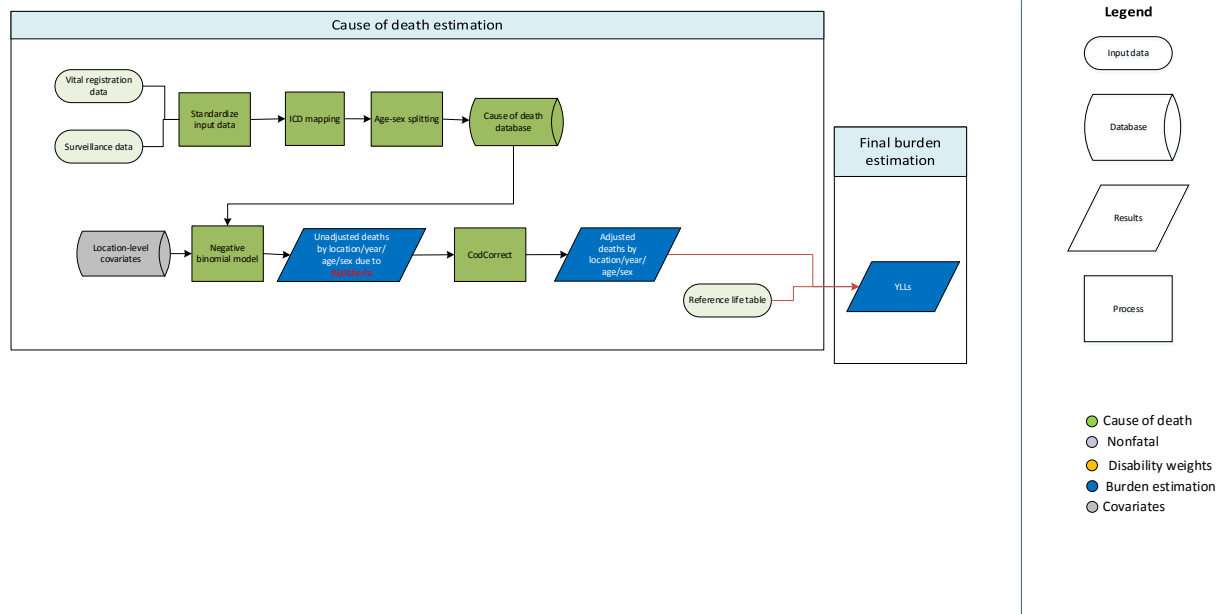 Cause of death estimation
Vital registration
data
Surveillance data
Standardize
input data
ICD mapping
Age-sex splitting
Cause of death
database
Location-level
covariates
Negative
binomial model
Unadjusted deaths
by location/year/
age/sex due to
diphtheria
CodCorrect
Adjusted
deaths by
location/year/
age/sex
Reference life table
Final burden
estimation
YLLs
Legend
Input data
Database
Results
Process
Cause of death
Nonfatal
Disability weights
Burden estimation
Covariates